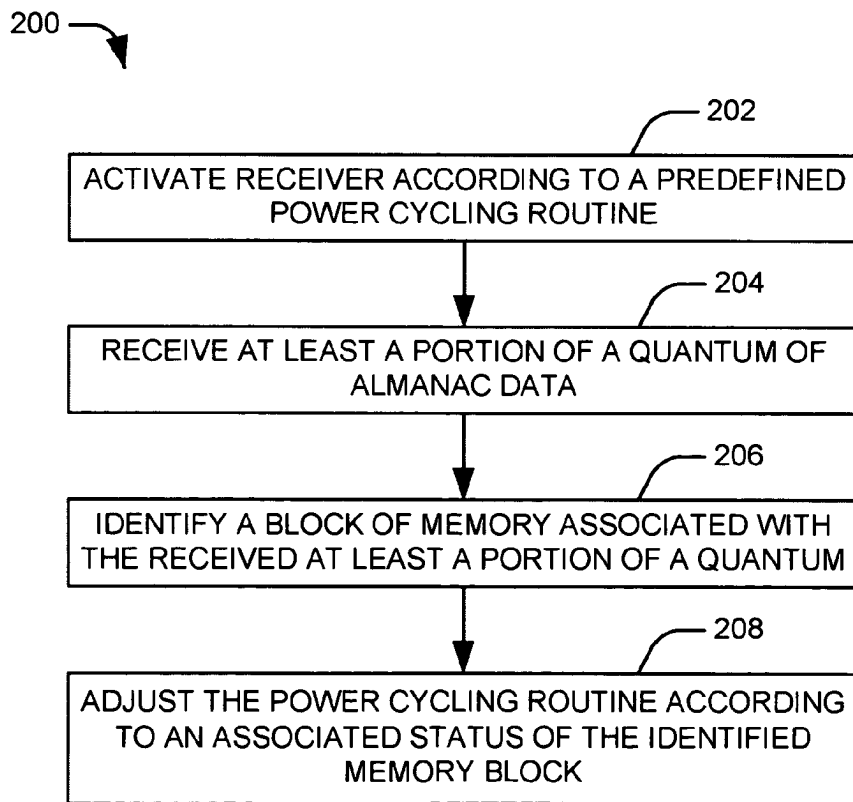 200
202
ACTIVATE RECEIVER ACCORDING TO A PREDEFINED
POWER CYCLING ROUTINE
204
RECEIVE AT LEAST A PORTION OF A QUANTUM OF
ALMANAC DATA
206
IDENTIFY A BLOCK OF MEMORY ASSOCIATED WITH
THE RECEIVED AT LEAST A PORTION OF A QUANTUM
208
ADJUST THE POWER CYCLING ROUTINE ACCORDING
TO AN ASSOCIATED STATUS OF THE IDENTIFIED
MEMORY BLOCK